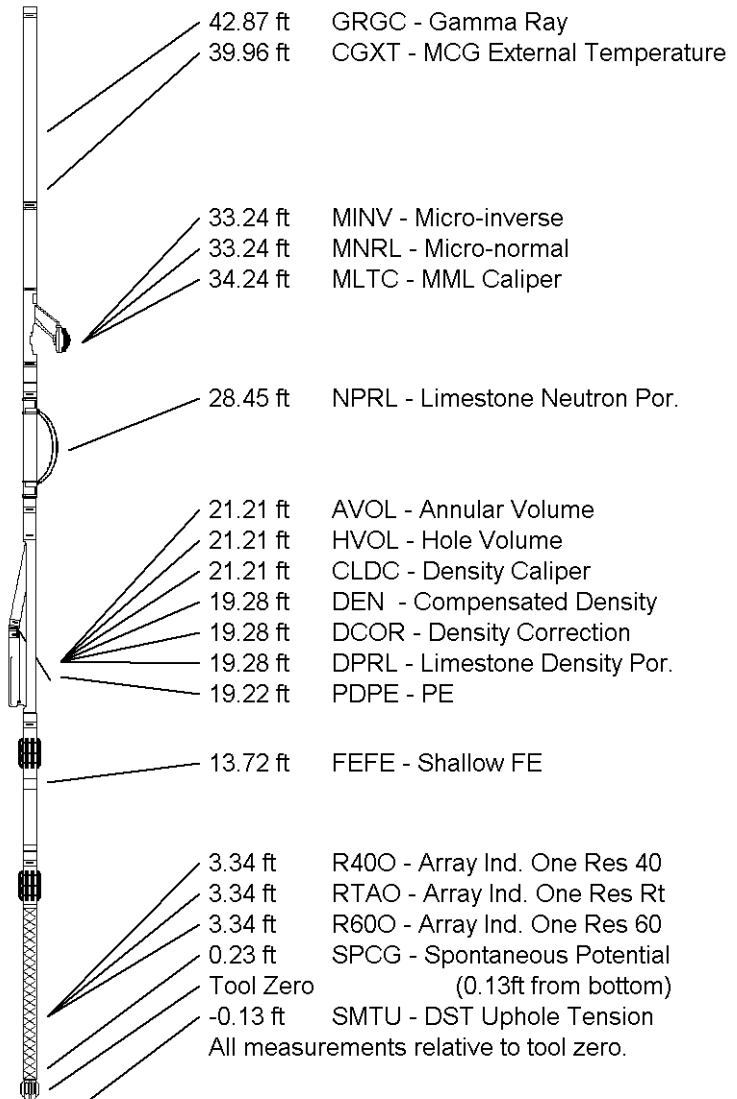 42.87 ft GRGC - Gamma Ray
39.96 ft CGXT - MCG External Temperature
33.24 ft MINV - Micro-inverse
33.24 ft MNRL - Micro-normal
34.24 ft MLTC - MML Caliper
28.45 ft NPRL - Limestone Neutron Por.
21.21 ft AVOL - Annular Volume
21.21 ft HVOL - Hole Volume
21.21 ft CLDC - Density Caliper
19.28 ft DEN - Compensated Density
19.28 ft DCOR - Density Correction
19.28 ft DPRL - Limestone Density Por.
19.22 ft PDPE - PE
13.72 ft FEFE - Shallow FE
3.34 ft R40O - Array Ind. One Res 40
3.34 ft RTAO - Array Ind. One Res Rt
3.34 ft R60O - Array Ind. One Res 60
0.23 ft SPCG - Spontaneous Potential
Tool Zero (0.13ft from bottom)
-0.13 ft SMTU - DST Uphole Tension
All measurements relative to tool zero.